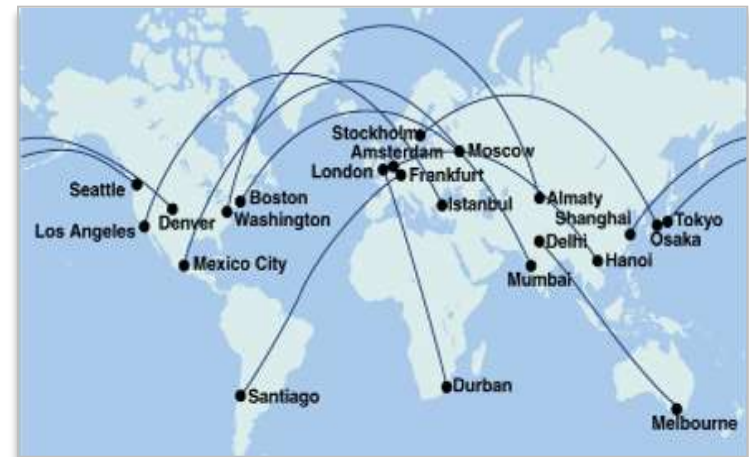 Stockholm
Amsterdam
Moscow
London
Frankfurt
Seattle
Boston
Almaty
Istanbul
Washington
Shanghai
Tokyo
Los Angeles
Denver
Osaka
Delhi
Mexico City
Hanoi
Mumbai
Santiago
Durban
Melbourne